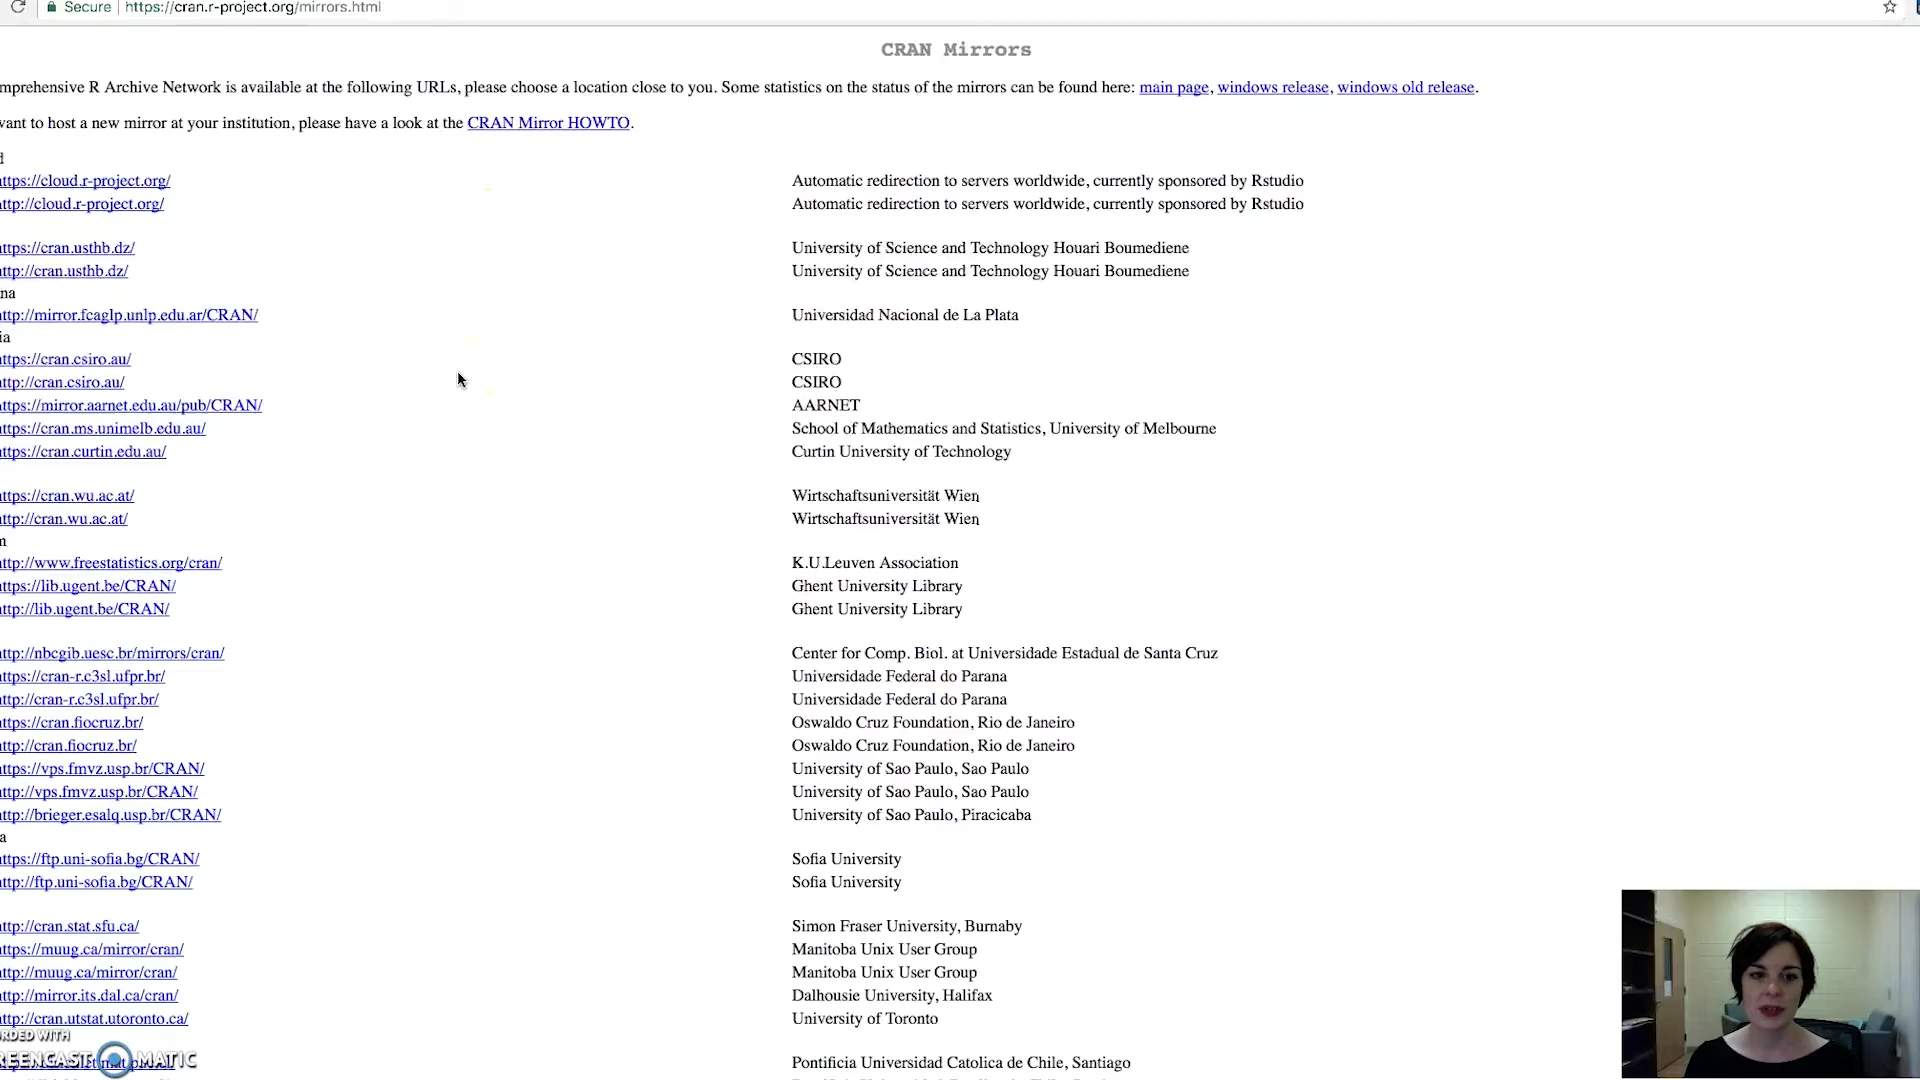 Secure | https://cran.r-project.org/mirrors.html
CRAN Mirrors
mprehensive R Archive Network is available at the following URLs, please choose a location close to you. Some statistics on the status of the mirrors can be found here: main page, windows release, windows old release.
vant to host a new mirror at your institution, please have a look at the CRAN Mirror HOWTO.
d
ttps://cloud.r-project.org/ Automatic redirection to servers worldwide, currently sponsored by Rstudio
ttp://cloud.r-project.org/ Automatic redirection to servers worldwide, currently sponsored by Rstudio
ttps://cran.usthb.dz/ University of Science and Technology Houari Boumediene
ttp://cran.usthb.dz/ University of Science and Technology Houari Boumediene
na
ttp://mirror.fcaglp.unlp.edu.ar/CRAN/ Universidad Nacional de La Plata
ia
ttps://cran.csiro.au/ CSIRO
ttp://cran.csiro.au/ CSIRO
ttps://mirror.aarnet.edu.au/pub/CRAN/ AARNET
ttps://cran.ms.unimelb.edu.au/ School of Mathematics and Statistics, University of Melbourne
ttps://cran.curtin.edu.au/ Curtin University of Technology
ttps://cran.wu.ac.at/ Wirtschaftsuniversität Wien
ttp://cran.wu.ac.at/ Wirtschaftsuniversität Wien
m
ttp://www.freestatistics.org/cran/ K.U.Leuven Association
ttps://lib.ugent.be/CRAN/ Ghent University Library
ttp://lib.ugent.be/CRAN/ Ghent University Library
ttp://nbcgib.uesc.br/mirrors/cran/ Center for Comp. Biol. at Universidade Estadual de Santa Cruz
ttps://cran-r.c3sl.ufpr.br/ Universidade Federal do Parana
ttp://cran-r.c3sl.ufpr.br/ Universidade Federal do Parana
ttps://cran.fiocruz.br/ Oswaldo Cruz Foundation, Rio de Janeiro
ttp://cran.fiocruz.br/ Oswaldo Cruz Foundation, Rio de Janeiro
ttps://vps.fmvz.usp.br/CRAN/ University of Sao Paulo, Sao Paulo
ttp://vps.fmvz.usp.br/CRAN/ University of Sao Paulo, Sao Paulo
ttp://brieger.esalq.usp.br/CRAN/ University of Sao Paulo, Piracicaba
a
ttps://ftp.uni-sofia.bg/CRAN/ Sofia University
ttp://ftp.uni-sofia.bg/CRAN/ Sofia University
ttp://cran.stat.sfu.ca/ Simon Fraser University, Burnaby
ttps://muug.ca/mirror/cran/ Manitoba Unix User Group
ttp://muug.ca/mirror/cran/ Manitoba Unix User Group
ttp://mirror.its.dal.ca/cran/ Dalhousie University, Halifax
ttp://cran.utstat.utoronto.ca/ University of Toronto
RDED WITH
REENCAST MATIC
Pontificia Universidad Catolica de Chile, Santiago